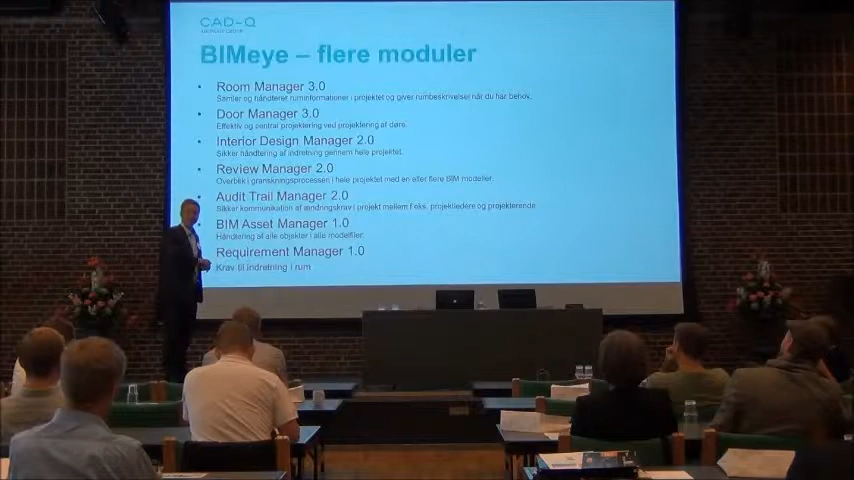 CAD-Q
BIMeye – flere moduler
• Room Manager 3.0
Samler og håndterer ruminformationer i projektet og giver rumbeskrivelser når du har behov.
• Door Manager 3.0
Effektiv og central projektering ved projektering af døre.
• Interior Design Manager 2.0
Sikker håndtering af indretning gennem hele projektet.
• Review Manager 2.0
Overblik i granskningsprocessen i hele projektet med en eller flere BIM modeller.
• Audit Trail Manager 2.0
Sikker kommunikation af ændringskrav i projekt mellem f.eks. projektledere og projekterende.
• BIM Asset Manager 1.0
Håndtering af alle objekter i alle modelfiler.
Requirement Manager 1.0
Krav til indretning i rum